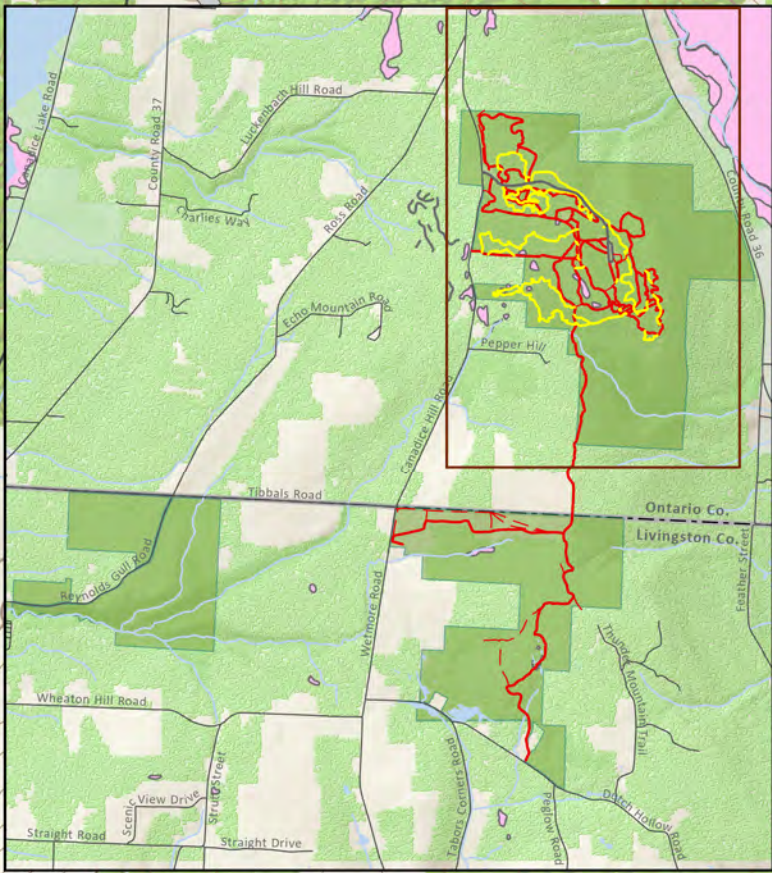 Canadice Lake Road
County Road 37
Luckenbach Hill Road
Charlies Way
Ross Road
Echo Mountain Road
County Road 36
Pepper Hill
Canadice Hill Road
Tibbals Road
Ontario Co.
Livingston Co.
Reynolds Gull Road
Wetmore Road
Feather Street
Thunder Mountain Trail
Wheaton Hill Road
Strutt Street
Scenic View Drive
Tabors Corners Road
Peglow Road
Dutch Hollow Road
Straight Road
Straight Drive